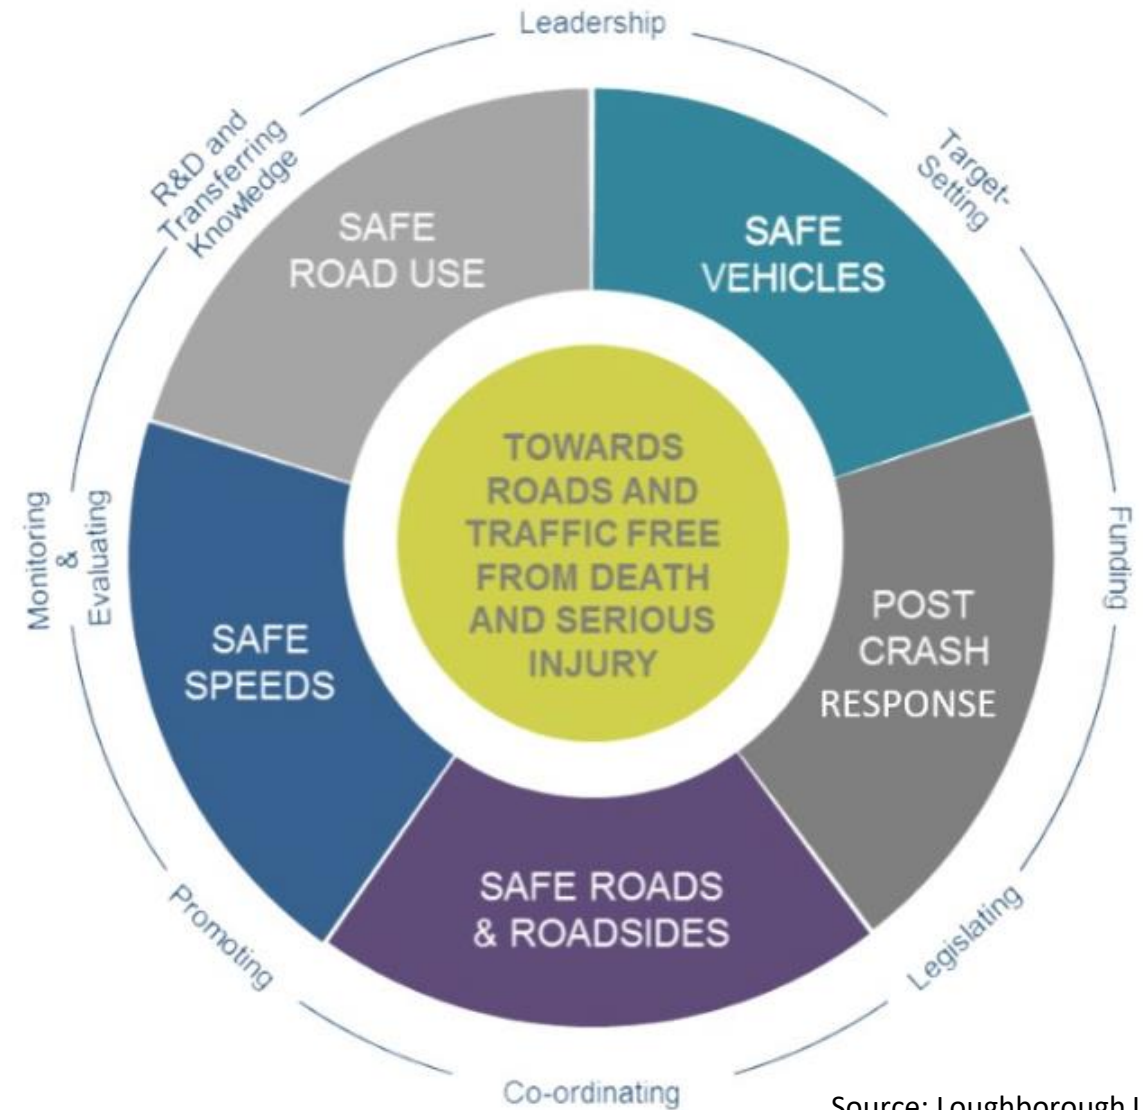 Leadership
Target-
Setting
Funding
Legislating
Co-ordinating
Promoting
Monitoring
&
Evaluating
R&D and
Transferring
Knowledge
SAFE
VEHICLES
POST
CRASH
RESPONSE
SAFE ROADS
& ROADSIDES
SAFE
SPEEDS
SAFE
ROAD USE
TOWARDS
ROADS AND
TRAFFIC FREE
FROM DEATH
AND SERIOUS
INJURY
Source: Loughborough